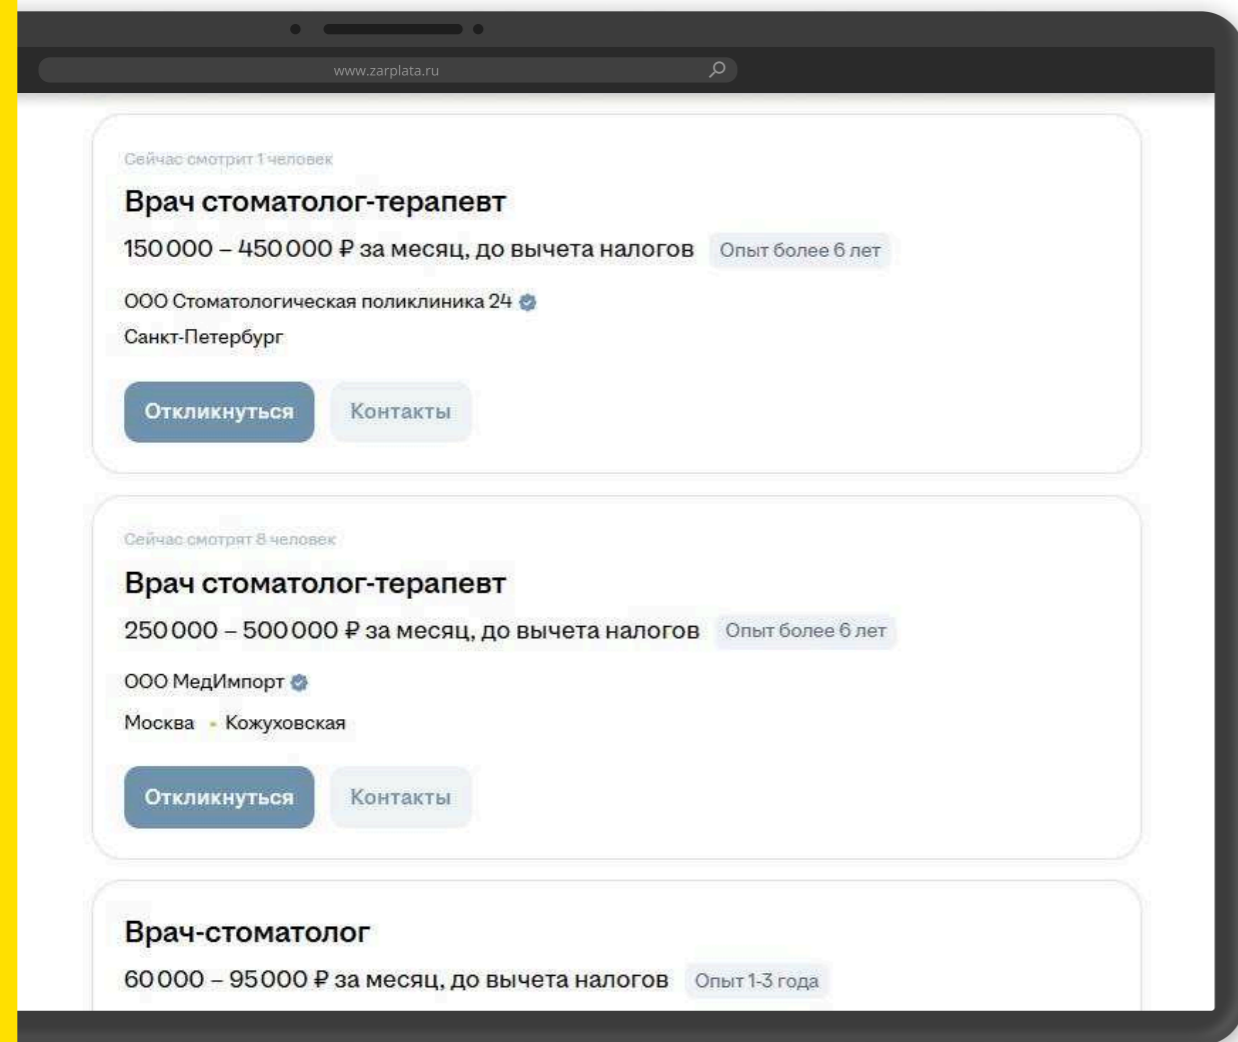 www.zarplata.ru
Сейчас смотрит 1 человек
Врач стоматолог-терапевт
150 000 – 450 000 ₽ за месяц, до вычета налогов Опыт более 6 лет
ООО Стоматологическая поликлиника 24
Санкт-Петербург
Откликнуться Контакты
Сейчас смотрят 8 человек
Врач стоматолог-терапевт
250 000 – 500 000 ₽ за месяц, до вычета налогов Опыт более 6 лет
ООО МедИмпорт
Москва • Кожуховская
Откликнуться Контакты
Врач-стоматолог
60 000 – 95 000 ₽ за месяц, до вычета налогов Опыт 1-3 года